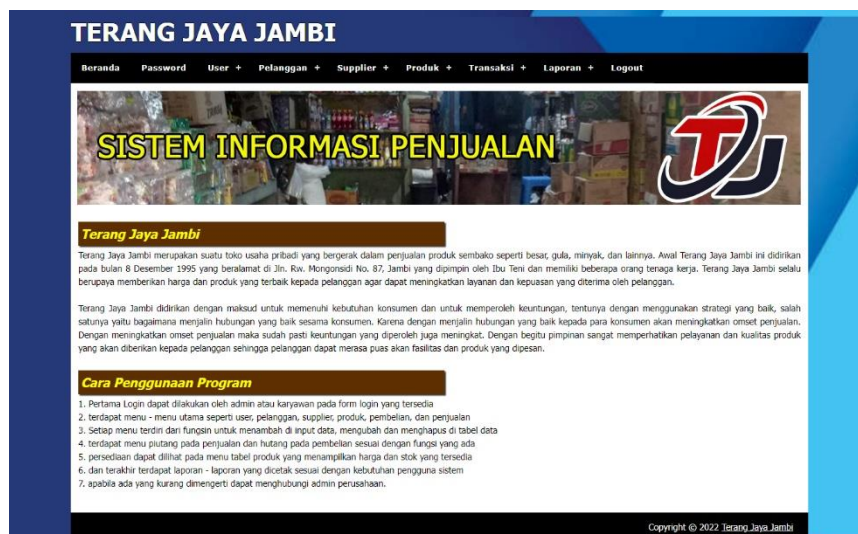 TERANG JAYA JAMBI
Beranda Password User + Pelanggan + Supplier + Produk + Transaksi + Laporan + Logout
SISTEM INFORMASI PENJUALAN
TJ
Terang Jaya Jambi
Terang Jaya Jambi merupakan suatu toko usaha pribadi yang bergerak dalam penjualan produk sembako seperti besar, gula, minyak, dan lainnya. Awal Terang Jaya Jambi ini didirikan
pada bulan 8 Desember 1995 yang beralamat di Jln. Rw. Mongonsidi No. 87, Jambi yang dipimpin oleh Ibu Teni dan memiliki beberapa orang tenaga kerja. Terang Jaya Jambi selalu
berupaya memberikan harga dan produk yang terbaik kepada pelanggan agar dapat meningkatkan layanan dan kepuasan yang diterima oleh pelanggan.
Terang Jaya Jambi didirikan dengan maksud untuk memenuhi kebutuhan konsumen dan untuk memperoleh keuntungan, tentunya dengan menggunakan strategi yang baik, salah
satunya yaitu bagaimana menjalin hubungan yang baik sesama konsumen. Karena dengan menjalin hubungan yang baik kepada para konsumen akan meningkatkan omset penjualan.
Dengan meningkatkan omset penjualan maka sudah pasti keuntungan yang diperoleh juga meningkat. Dengan begitu pimpinan sangat memperhatikan pelayanan dan kualitas produk
yang akan diberikan kepada pelanggan sehingga pelanggan dapat merasa puas akan fasilitas dan produk yang dipesan.
Cara Penggunaan Program
1. Pertama Login dapat dilakukan oleh admin atau karyawan pada form login yang tersedia
2. terdapat menu - menu utama seperti user, pelanggan, supplier, produk, pembelian, dan penjualan
3. Setiap menu terdiri dari fungsin untuk menambah di input data, mengubah dan menghapus di tabel data
4. terdapat menu piutang pada penjualan dan hutang pada pembelian sesuai dengan fungsi yang ada
5. persediaan dapat dilihat pada menu tabel produk yang menampilkan harga dan stok yang tersedia
6. dan terakhir terdapat laporan - laporan yang dicetak sesuai dengan kebutuhan pengguna sistem
7. apabila ada yang kurang dimengerti dapat menghubungi admin perusahaan.
Copyright © 2022 Terang Jaya Jambi